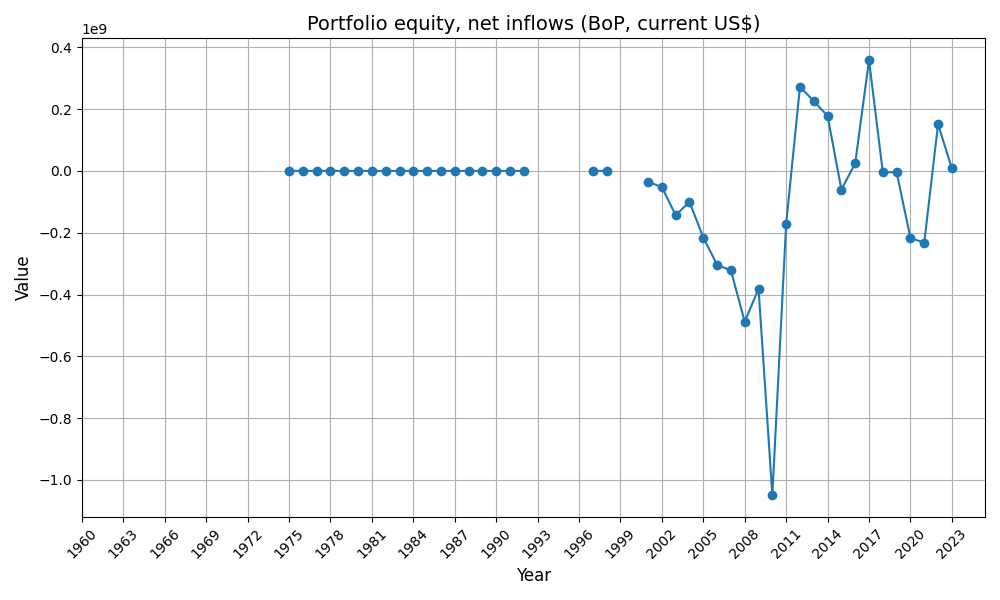 Portfolio equity, net inflows (BoP, current US$)
1e9
0.4
0.2
0.0
−0.2
−0.4
−0.6
−0.8
−1.0
Value
1960 1963 1966 1969 1972 1975 1978 1981 1984 1987 1990 1993 1996 1999 2002 2005 2008 2011 2014 2017 2020 2023
Year